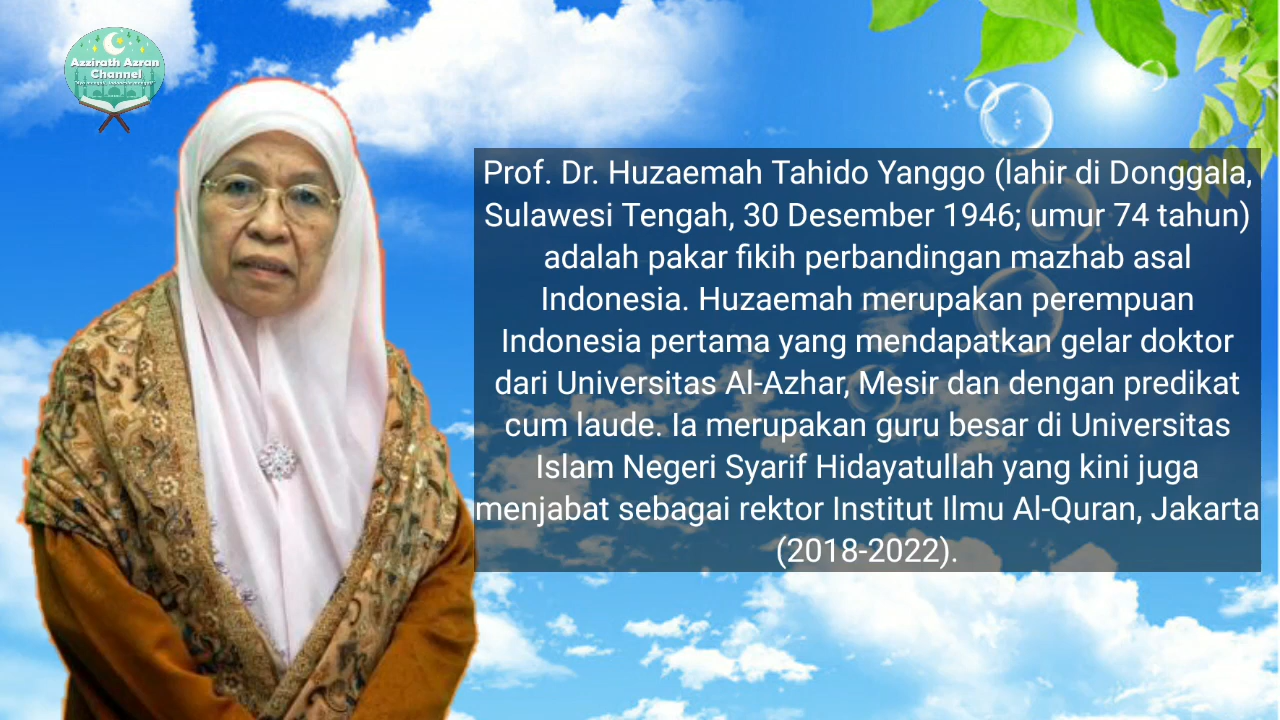 Azzirath Azran
Channel
Prof. Dr. Huzaemah Tahido Yanggo (lahir di Donggala,
Sulawesi Tengah, 30 Desember 1946; umur 74 tahun)
adalah pakar fikih perbandingan mazhab asal
Indonesia. Huzaemah merupakan perempuan
Indonesia pertama yang mendapatkan gelar doktor
dari Universitas Al-Azhar, Mesir dan dengan predikat
cum laude. Ia merupakan guru besar di Universitas
Islam Negeri Syarif Hidayatullah yang kini juga
menjabat sebagai rektor Institut Ilmu Al-Quran, Jakarta
(2018-2022).